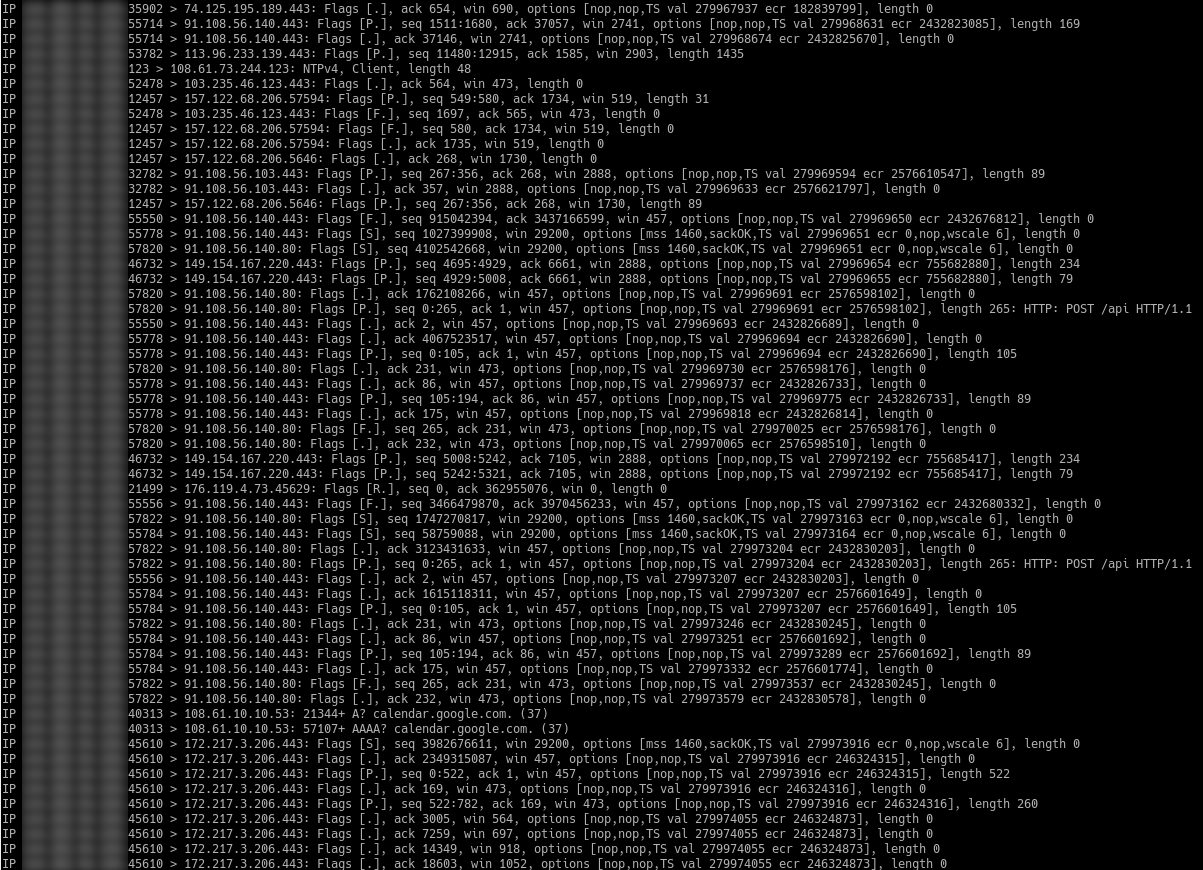 IP 35902 > 74.125.195.189.443: Flags [.], ack 654, win 690, options [nop,nop,TS val 279967937 ecr 182839799], length 0
IP 55714 > 91.108.56.140.443: Flags [P.], seq 1511:1680, ack 37057, win 2741, options [nop,nop,TS val 279968631 ecr 2432823085], length 169
IP 55714 > 91.108.56.140.443: Flags [.], ack 37146, win 2741, options [nop,nop,TS val 279968674 ecr 2432825670], length 0
IP 53782 > 113.96.233.139.443: Flags [P.], seq 11480:12915, ack 1585, win 2903, length 1435
IP 123 > 108.61.73.244.123: NTPv4, Client, length 48
IP 52478 > 103.235.46.123.443: Flags [.], ack 564, win 473, length 0
IP 12457 > 157.122.68.206.57594: Flags [P.], seq 549:580, ack 1734, win 519, length 31
IP 52478 > 103.235.46.123.443: Flags [F.], seq 1697, ack 565, win 473, length 0
IP 12457 > 157.122.68.206.57594: Flags [F.], seq 580, ack 1734, win 519, length 0
IP 12457 > 157.122.68.206.57594: Flags [.], ack 1735, win 519, length 0
IP 12457 > 157.122.68.206.5646: Flags [.], ack 268, win 1730, length 0
IP 32782 > 91.108.56.103.443: Flags [P.], seq 267:356, ack 268, win 2888, options [nop,nop,TS val 279969594 ecr 2576610547], length 89
IP 32782 > 91.108.56.103.443: Flags [.], ack 357, win 2888, options [nop,nop,TS val 279969633 ecr 2576621797], length 0
IP 12457 > 157.122.68.206.5646: Flags [P.], seq 267:356, ack 268, win 1730, length 89
IP 55550 > 91.108.56.140.443: Flags [F.], seq 915042394, ack 3437166599, win 457, options [nop,nop,TS val 279969650 ecr 2432676812], length 0
IP 55778 > 91.108.56.140.443: Flags [S], seq 1027399908, win 29200, options [mss 1460,sackOK,TS val 279969651 ecr 0,nop,wscale 6], length 0
IP 57820 > 91.108.56.140.80: Flags [S], seq 4102542668, win 29200, options [mss 1460,sackOK,TS val 279969651 ecr 0,nop,wscale 6], length 0
IP 46732 > 149.154.167.220.443: Flags [P.], seq 4695:4929, ack 6661, win 2888, options [nop,nop,TS val 279969654 ecr 755682880], length 234
IP 46732 > 149.154.167.220.443: Flags [P.], seq 4929:5008, ack 6661, win 2888, options [nop,nop,TS val 279969655 ecr 755682880], length 79
IP 57820 > 91.108.56.140.80: Flags [.], ack 1762108266, win 457, options [nop,nop,TS val 279969691 ecr 2576598102], length 0
IP 57820 > 91.108.56.140.80: Flags [P.], seq 0:265, ack 1, win 457, options [nop,nop,TS val 279969691 ecr 2576598102], length 265: HTTP: POST /api HTTP/1.1
IP 55550 > 91.108.56.140.443: Flags [.], ack 2, win 457, options [nop,nop,TS val 279969693 ecr 2432826689], length 0
IP 55778 > 91.108.56.140.443: Flags [.], ack 4067523517, win 457, options [nop,nop,TS val 279969694 ecr 2432826690], length 0
IP 55778 > 91.108.56.140.443: Flags [P.], seq 0:105, ack 1, win 457, options [nop,nop,TS val 279969694 ecr 2432826690], length 105
IP 57820 > 91.108.56.140.80: Flags [.], ack 231, win 473, options [nop,nop,TS val 279969730 ecr 2576598176], length 0
IP 55778 > 91.108.56.140.443: Flags [.], ack 86, win 457, options [nop,nop,TS val 279969737 ecr 2432826733], length 0
IP 55778 > 91.108.56.140.443: Flags [P.], seq 105:194, ack 86, win 457, options [nop,nop,TS val 279969775 ecr 2432826733], length 89
IP 55778 > 91.108.56.140.443: Flags [.], ack 175, win 457, options [nop,nop,TS val 279969818 ecr 2432826814], length 0
IP 57820 > 91.108.56.140.80: Flags [F.], seq 265, ack 231, win 473, options [nop,nop,TS val 279970025 ecr 2576598176], length 0
IP 57820 > 91.108.56.140.80: Flags [.], ack 232, win 473, options [nop,nop,TS val 279970065 ecr 2576598510], length 0
IP 46732 > 149.154.167.220.443: Flags [P.], seq 5008:5242, ack 7105, win 2888, options [nop,nop,TS val 279972192 ecr 755685417], length 234
IP 46732 > 149.154.167.220.443: Flags [P.], seq 5242:5321, ack 7105, win 2888, options [nop,nop,TS val 279972192 ecr 755685417], length 79
IP 21499 > 176.119.4.73.45629: Flags [R.], seq 0, ack 362955076, win 0, length 0
IP 55556 > 91.108.56.140.443: Flags [F.], seq 3466479870, ack 3970456233, win 457, options [nop,nop,TS val 279973162 ecr 2432680332], length 0
IP 57822 > 91.108.56.140.80: Flags [S], seq 1747270817, win 29200, options [mss 1460,sackOK,TS val 279973163 ecr 0,nop,wscale 6], length 0
IP 55784 > 91.108.56.140.443: Flags [S], seq 58759088, win 29200, options [mss 1460,sackOK,TS val 279973164 ecr 0,nop,wscale 6], length 0
IP 57822 > 91.108.56.140.80: Flags [.], ack 3123431633, win 457, options [nop,nop,TS val 279973204 ecr 2432830203], length 0
IP 57822 > 91.108.56.140.80: Flags [P.], seq 0:265, ack 1, win 457, options [nop,nop,TS val 279973204 ecr 2432830203], length 265: HTTP: POST /api HTTP/1.1
IP 55556 > 91.108.56.140.443: Flags [.], ack 2, win 457, options [nop,nop,TS val 279973207 ecr 2432830203], length 0
IP 55784 > 91.108.56.140.443: Flags [.], ack 1615118311, win 457, options [nop,nop,TS val 279973207 ecr 2576601649], length 0
IP 55784 > 91.108.56.140.443: Flags [P.], seq 0:105, ack 1, win 457, options [nop,nop,TS val 279973207 ecr 2576601649], length 105
IP 57822 > 91.108.56.140.80: Flags [.], ack 231, win 473, options [nop,nop,TS val 279973246 ecr 2432830245], length 0
IP 55784 > 91.108.56.140.443: Flags [.], ack 86, win 457, options [nop,nop,TS val 279973251 ecr 2576601692], length 0
IP 55784 > 91.108.56.140.443: Flags [P.], seq 105:194, ack 86, win 457, options [nop,nop,TS val 279973289 ecr 2576601692], length 89
IP 55784 > 91.108.56.140.443: Flags [.], ack 175, win 457, options [nop,nop,TS val 279973332 ecr 2576601774], length 0
IP 57822 > 91.108.56.140.80: Flags [F.], seq 265, ack 231, win 473, options [nop,nop,TS val 279973537 ecr 2432830245], length 0
IP 57822 > 91.108.56.140.80: Flags [.], ack 232, win 473, options [nop,nop,TS val 279973579 ecr 2432830578], length 0
IP 40313 > 108.61.10.10.53: 21344+ A? calendar.google.com. (37)
IP 40313 > 108.61.10.10.53: 57107+ AAAA? calendar.google.com. (37)
IP 45610 > 172.217.3.206.443: Flags [S], seq 3982676611, win 29200, options [mss 1460,sackOK,TS val 279973916 ecr 0,nop,wscale 6], length 0
IP 45610 > 172.217.3.206.443: Flags [.], ack 2349315087, win 457, options [nop,nop,TS val 279973916 ecr 246324315], length 0
IP 45610 > 172.217.3.206.443: Flags [P.], seq 0:522, ack 1, win 457, options [nop,nop,TS val 279973916 ecr 246324315], length 522
IP 45610 > 172.217.3.206.443: Flags [.], ack 169, win 473, options [nop,nop,TS val 279973916 ecr 246324316], length 0
IP 45610 > 172.217.3.206.443: Flags [P.], seq 522:782, ack 169, win 473, options [nop,nop,TS val 279973916 ecr 246324316], length 260
IP 45610 > 172.217.3.206.443: Flags [.], ack 3005, win 564, options [nop,nop,TS val 279974055 ecr 246324873], length 0
IP 45610 > 172.217.3.206.443: Flags [.], ack 7259, win 697, options [nop,nop,TS val 279974055 ecr 246324873], length 0
IP 45610 > 172.217.3.206.443: Flags [.], ack 14349, win 918, options [nop,nop,TS val 279974055 ecr 246324873], length 0
IP 45610 > 172.217.3.206.443: Flags [.], ack 18603, win 1052, options [nop,nop,TS val 279974055 ecr 246324873], length 0